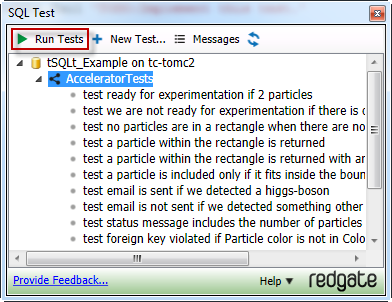 SQL Test
Run Tests + New Test... Messages
tSQLt_Example on tc-tomc2
AcceleratorTests
test ready for experimentation if 2 particles
test we are not ready for experimentation if there is
test no particles are in a rectangle when there are no
test a particle within the rectangle is returned
test a particle within the rectangle is returned with
test a particle is included only if it fits inside the
test email is sent if we detected a higgs-boson
test email is not sent if we detected something other
test status message includes the number of particles
test foreign key violated if Particle color is not in
Provide Feedback... Help ▼ redgate